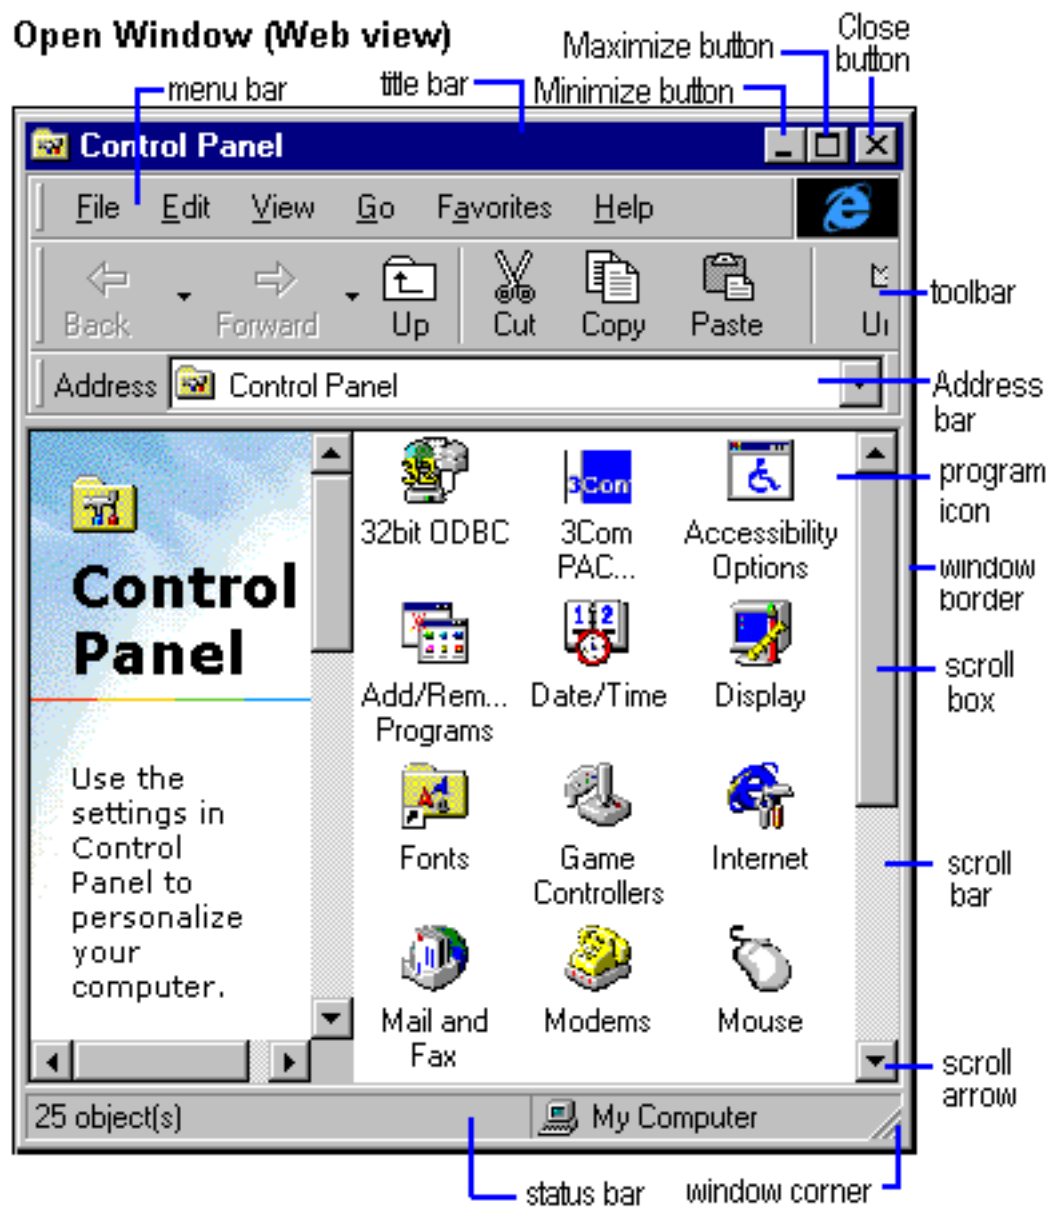 Open Window (Web view)
Close
button
Maximize button
menu bar
title bar
Minimize button
Control Panel
File Edit View Go Favorites Help
toolbar
Back Forward Up Cut Copy Paste
Address Control Panel
Address
bar
Control
Panel
Use the
settings in
Control
Panel to
personalize
your
computer.
32bit ODBC
3Com
3Com
PAC...
Accessibility
Options
Add/Rem...
Programs
Date/Time
Display
Fonts
Game
Controllers
Internet
Mail and
Fax
Modems
Mouse
program
icon
window
border
scroll
box
scroll
bar
scroll
arrow
25 object(s) My Computer
status bar
window corner